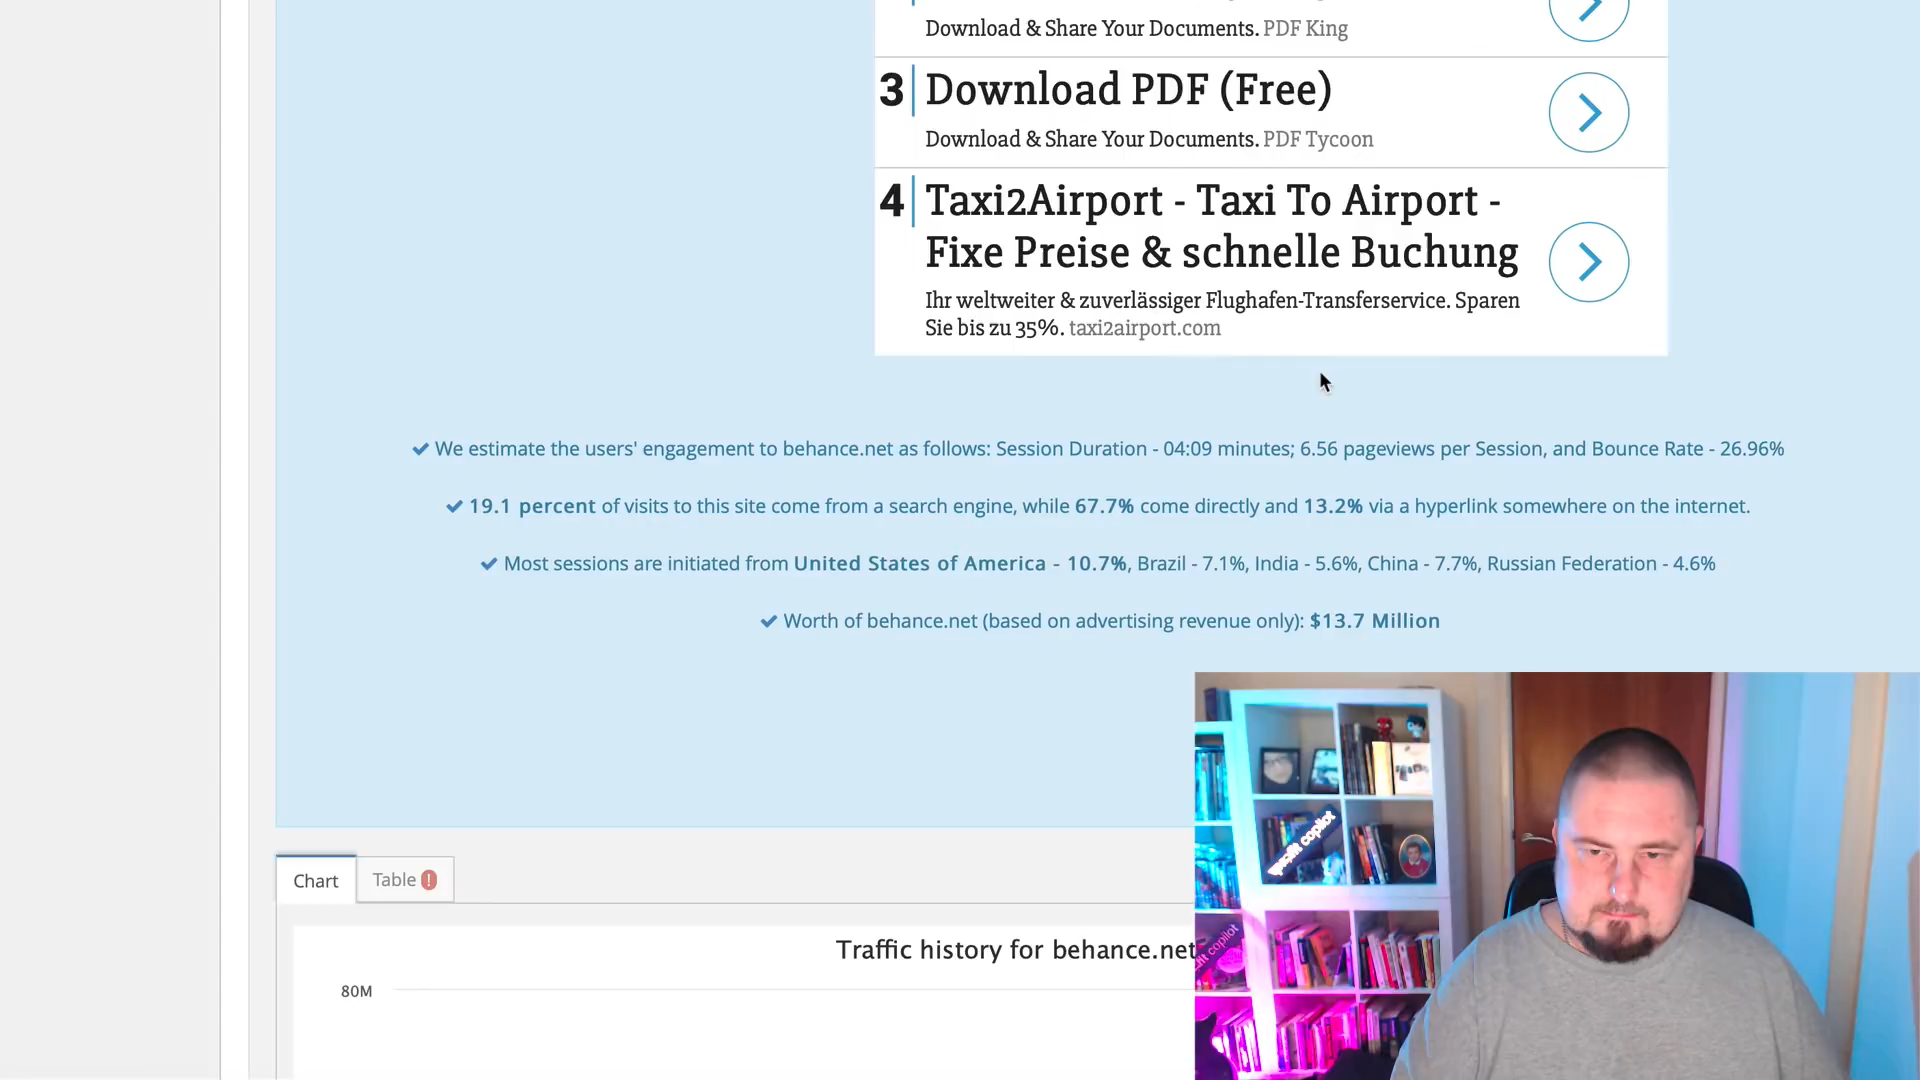 Download & Share Your Documents. PDF King
3 Download PDF (Free)
Download & Share Your Documents. PDF Tycoon
4 Taxi2Airport - Taxi To Airport -
Fixe Preise & schnelle Buchung
Ihr weltweiter & zuverlässiger Flughafen-Transferservice. Sparen
Sie bis zu 35%. taxi2airport.com
We estimate the users' engagement to behance.net as follows: Session Duration - 04:09 minutes; 6.56 pageviews per Session, and Bounce Rate - 26.96%
19.1 percent of visits to this site come from a search engine, while 67.7% come directly and 13.2% via a hyperlink somewhere on the internet.
Most sessions are initiated from United States of America - 10.7%, Brazil - 7.1%, India - 5.6%, China - 7.7%, Russian Federation - 4.6%
Worth of behance.net (based on advertising revenue only): $13.7 Million
Chart
Table !
Traffic history for behance.net
80M
copilot
copilot